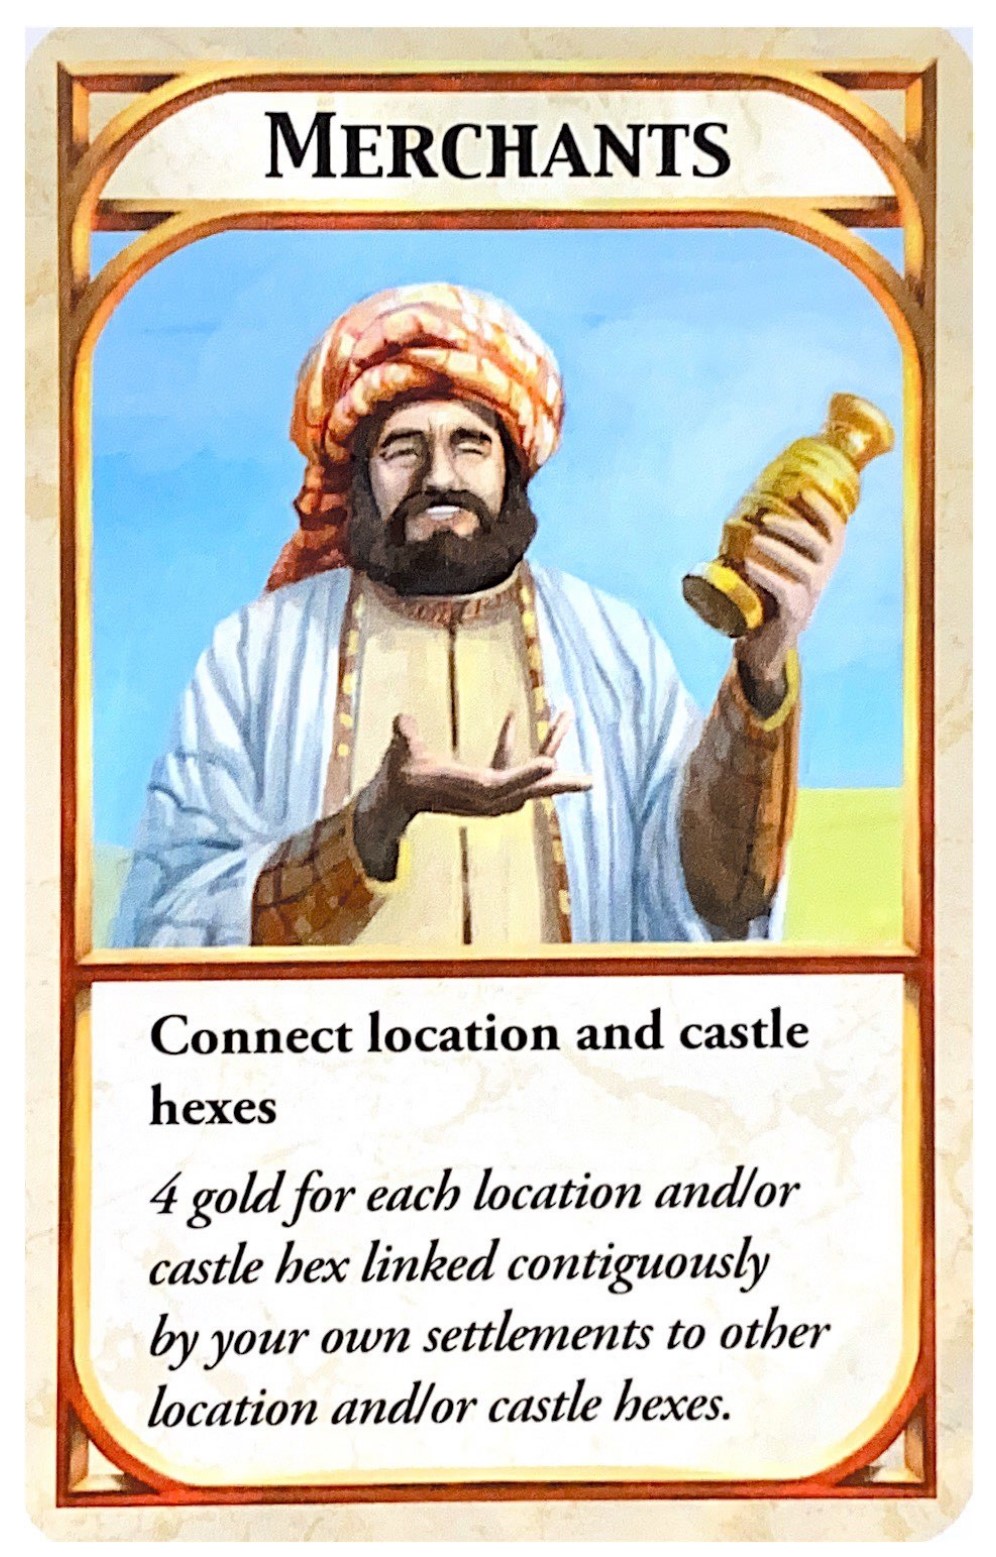 MERCHANTS
Connect location and castle
hexes
4 gold for each location and/or
castle hex linked contiguously
by your own settlements to other
location and/or castle hexes.